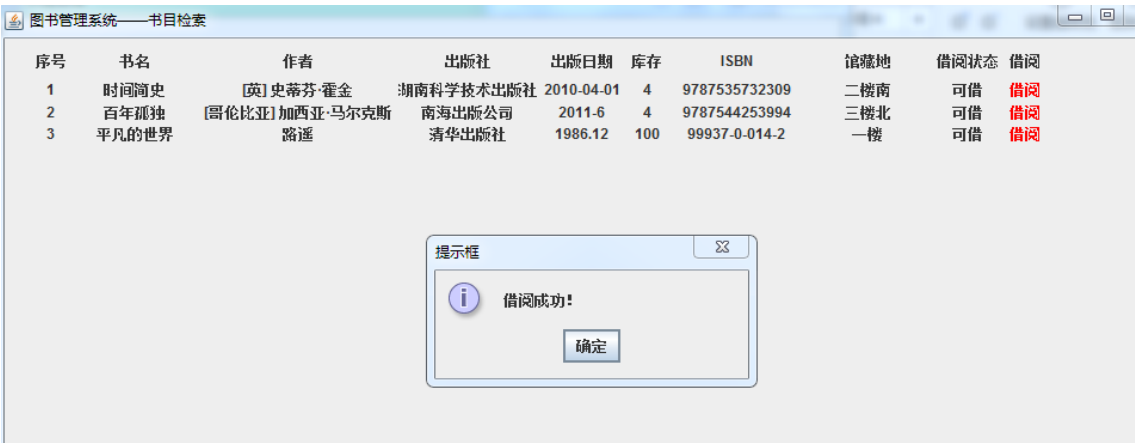 图书管理系统——书目检索
序号 书名 作者 出版社 出版日期 库存 ISBN 馆藏地 借阅状态 借阅
1 时间简史 [英] 史蒂芬·霍金 湖南科学技术出版社 2010-04-01 4 9787535732309 二楼南 可借 借阅
2 百年孤独 [哥伦比亚] 加西亚·马尔克斯 南海出版公司 2011-6 4 9787544253994 三楼北 可借 借阅
3 平凡的世界 路遥 清华出版社 1986.12 100 99937-0-014-2 一楼 可借 借阅
提示框
i
借阅成功!
确定